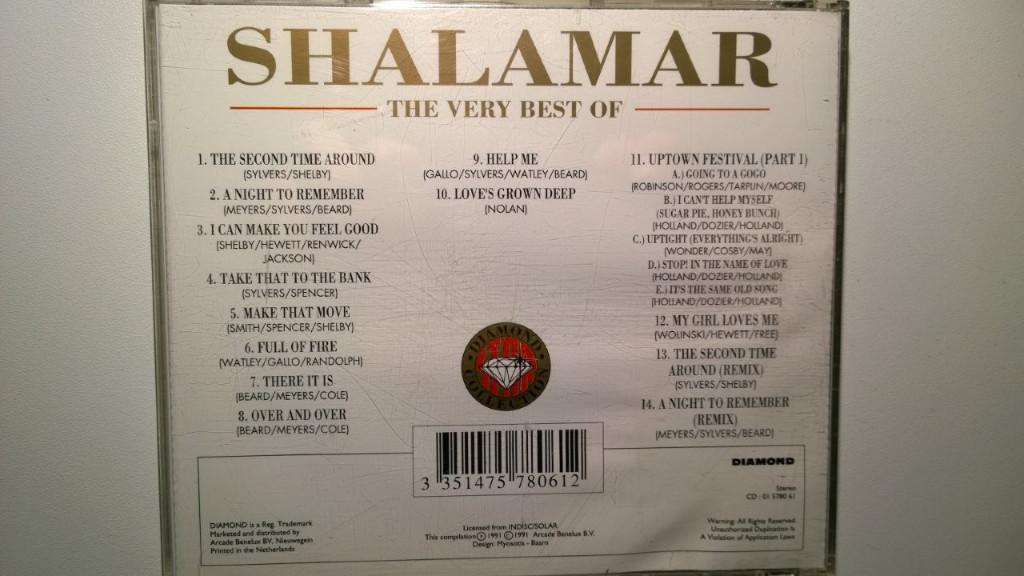 SHALAMAR
THE VERY BEST OF
1. THE SECOND TIME AROUND
(SYLVERS/SHELBY)
2. A NIGHT TO REMEMBER
(MEYERS/SYLVERS/BEARD)
3. I CAN MAKE YOU FEEL GOOD
(SHELBY/HEWETT/RENWICK/
JACKSON)
4. TAKE THAT TO THE BANK
(SYLVERS/SPENCER)
5. MAKE THAT MOVE
(SMITH/SPENCER/SHELBY)
6. FULL OF FIRE
(WATLEY/GALLO/RANDOLPH)
7. THERE IT IS
(BEARD/MEYERS/COLE)
8. OVER AND OVER
(BEARD/MEYERS/COLE)
9. HELP ME
(GALLO/SYLVERS/WATLEY/BEARD)
10. LOVE'S GROWN DEEP
(NOLAN)
11. UPTOWN FESTIVAL (PART 1)
A.) GOING TO A GOGO
(ROBINSON/ROGERS/TARPLIN/MOORE)
B.) I CAN'T HELP MYSELF
(SUGAR PIE, HONEY BUNCH)
(HOLLAND/DOZIER/HOLLAND)
C.) UPTIGHT (EVERYTHING'S ALRIGHT)
(WONDER/COSBY/MAY)
D.) STOP! IN THE NAME OF LOVE
(HOLLAND/DOZIER/HOLLAND)
E.) IT'S THE SAME OLD SONG
(HOLLAND/DOZIER/HOLLAND)
12. MY GIRL LOVES ME
(WOLINSKI/HEWETT/FREE)
13. THE SECOND TIME
AROUND (REMIX)
(SYLVERS/SHELBY)
14. A NIGHT TO REMEMBER
(REMIX)
(MEYERS/SYLVERS/BEARD)
DIAMOND
COLLECTION
3 351475 780612
DIAMOND is a Reg. Trademark
Marketed and distributed by
Arcade Benelux BV, Nieuwegein
Printed in the Netherlands
Licensed from INDISC/SOLAR
This compilation Ⓟ 1991 © 1991 Arcade Benelux B.V.
Design: - Baarn
DIAMOND
Stereo
CD : 01 5780 61
Warning: All Rights Reserved
Unauthorized Duplication Is
A Violation of Application Laws